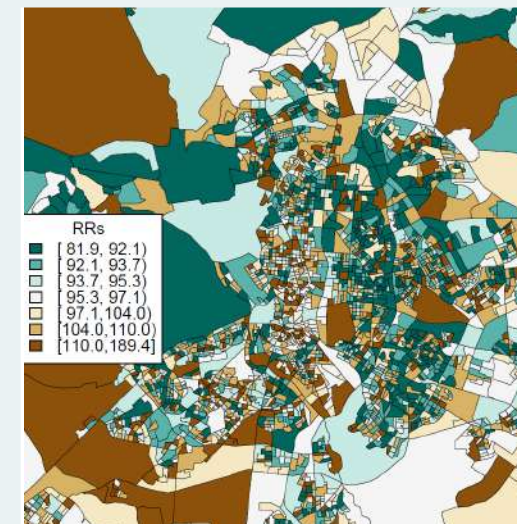 RRs
[ 81.9, 92.1)
[ 92.1, 93.7)
[ 93.7, 95.3)
[ 95.3, 97.1)
[ 97.1,104.0)
[104.0,110.0)
[110.0,189.4]